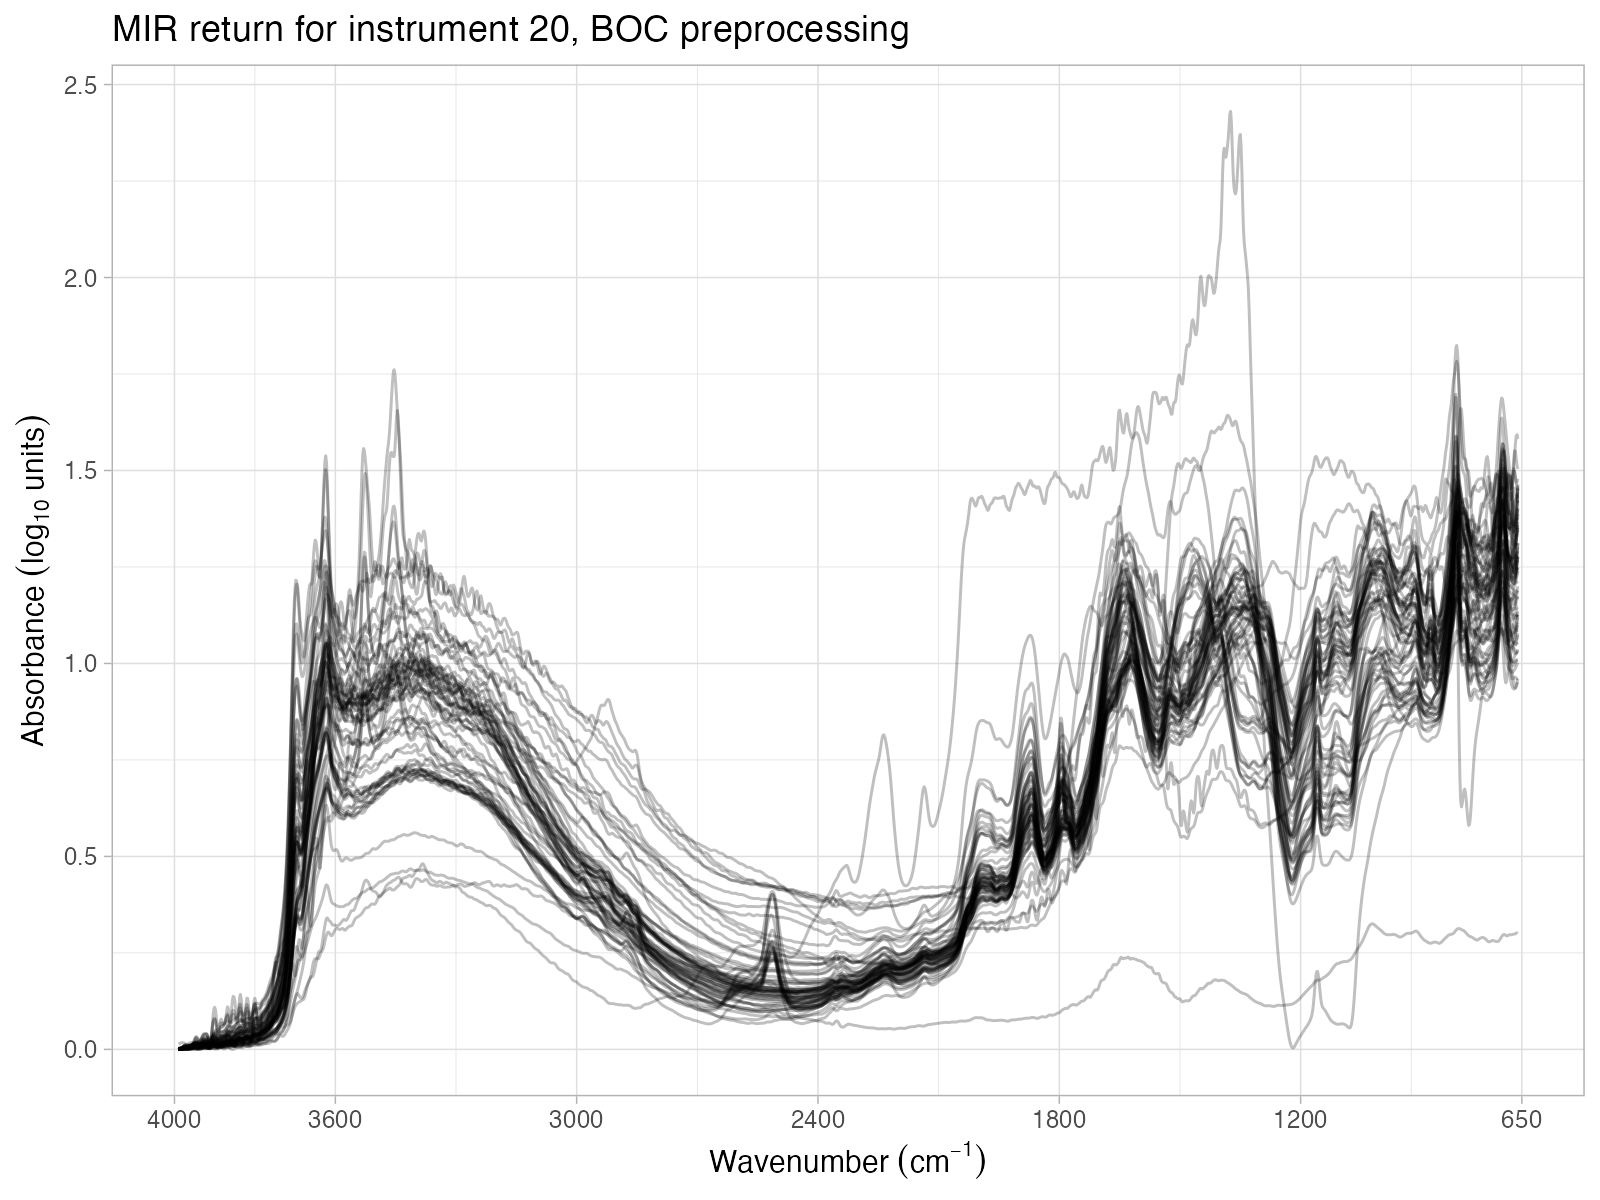 MIR return for instrument 20, BOC preprocessing
2.5
2.0
1.5
1.0
0.5
0.0
Absorbance (log₁₀ units)
4000 3600 3000 2400 1800 1200 650
Wavenumber (cm⁻¹)